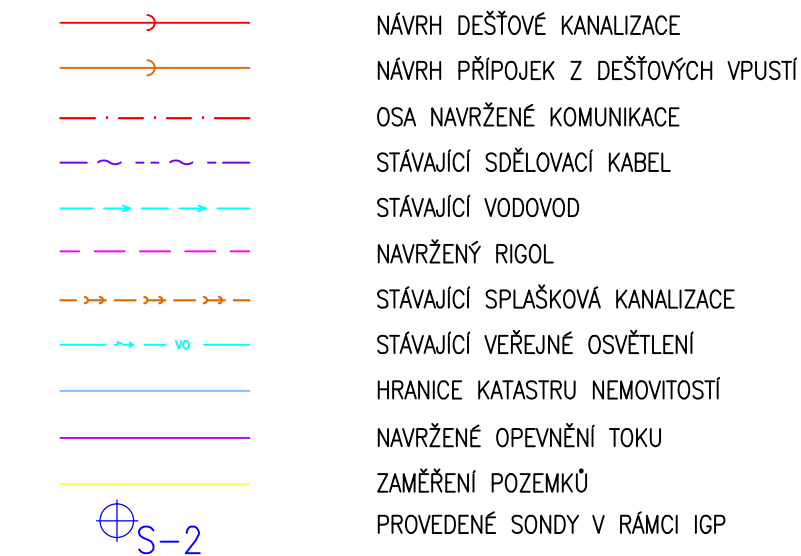 NÁVRH DEŠŤOVÉ KANALIZACE
NÁVRH PŘÍPOJEK Z DEŠŤOVÝCH VPUSTÍ
OSA NAVRŽENÉ KOMUNIKACE
STÁVAJÍCÍ SDĚLOVACÍ KABEL
STÁVAJÍCÍ VODOVOD
NAVRŽENÝ RIGOL
STÁVAJÍCÍ SPLAŠKOVÁ KANALIZACE
VO STÁVAJÍCÍ VEŘEJNÉ OSVĚTLENÍ
HRANICE KATASTRU NEMOVITOSTÍ
NAVRŽENÉ OPEVNĚNÍ TOKU
ZAMĚŘENÍ POZEMKŮ
S-2 PROVEDENÉ SONDY V RÁMCI IGP